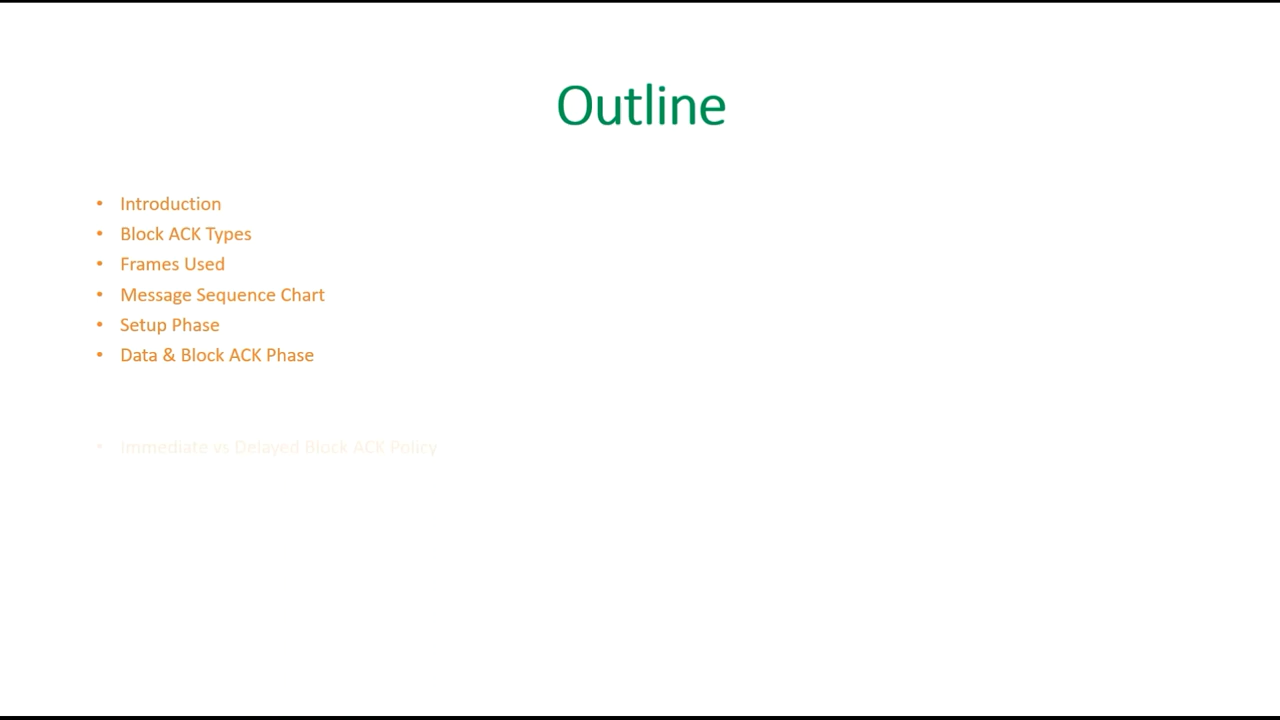 Outline
• Introduction
• Block ACK Types
• Frames Used
• Message Sequence Chart
• Setup Phase
• Data & Block ACK Phase
• Immediate vs Delayed Block ACK Policy